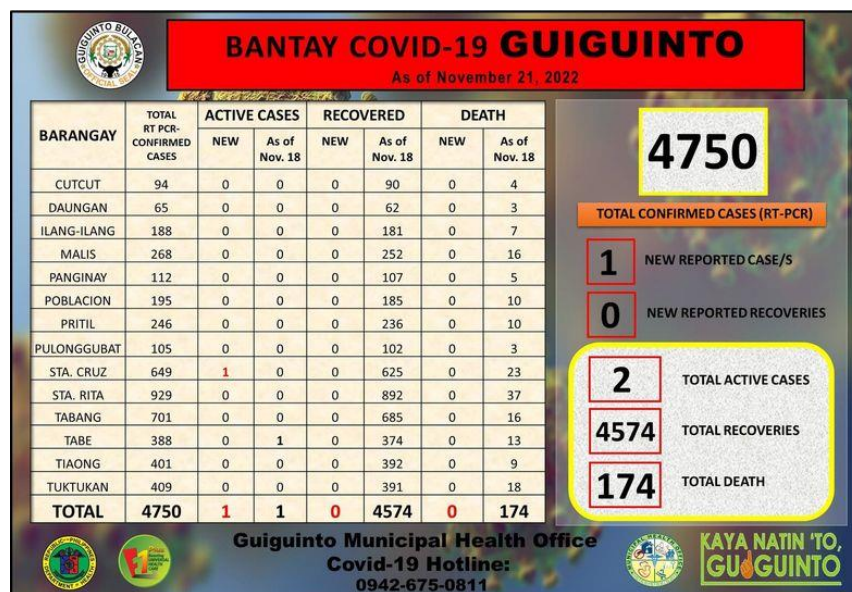 BANTAY COVID-19 GUIGUINTO
As of November 21, 2022
GUIGUINTO BULACAN
OFFICIAL SEAL
BARANGAY TOTAL RT PCR-CONFIRMED CASES ACTIVE CASES RECOVERED DEATH
NEW As of Nov. 18 NEW As of Nov. 18 NEW As of Nov. 18
CUTCUT 94 0 0 0 90 0 4
DAUNGAN 65 0 0 0 62 0 3
ILANG-ILANG 188 0 0 0 181 0 7
MALIS 268 0 0 0 252 0 16
PANGINAY 112 0 0 0 107 0 5
POBLACION 195 0 0 0 185 0 10
PRITIL 246 0 0 0 236 0 10
PULONGGUBAT 105 0 0 0 102 0 3
STA. CRUZ 649 1 0 0 625 0 23
STA. RITA 929 0 0 0 892 0 37
TABANG 701 0 0 0 685 0 16
TABE 388 0 1 0 374 0 13
TIAONG 401 0 0 0 392 0 9
TUKTUKAN 409 0 0 0 391 0 18
TOTAL 4750 1 1 0 4574 0 174
4750
TOTAL CONFIRMED CASES (RT-PCR)
1 NEW REPORTED CASE/S
0 NEW REPORTED RECOVERIES
2 TOTAL ACTIVE CASES
4574 TOTAL RECOVERIES
174 TOTAL DEATH
Guiguinto Municipal Health Office
Covid-19 Hotline:
0942-675-0811
KAYA NATIN 'TO,
GUIGUINTO